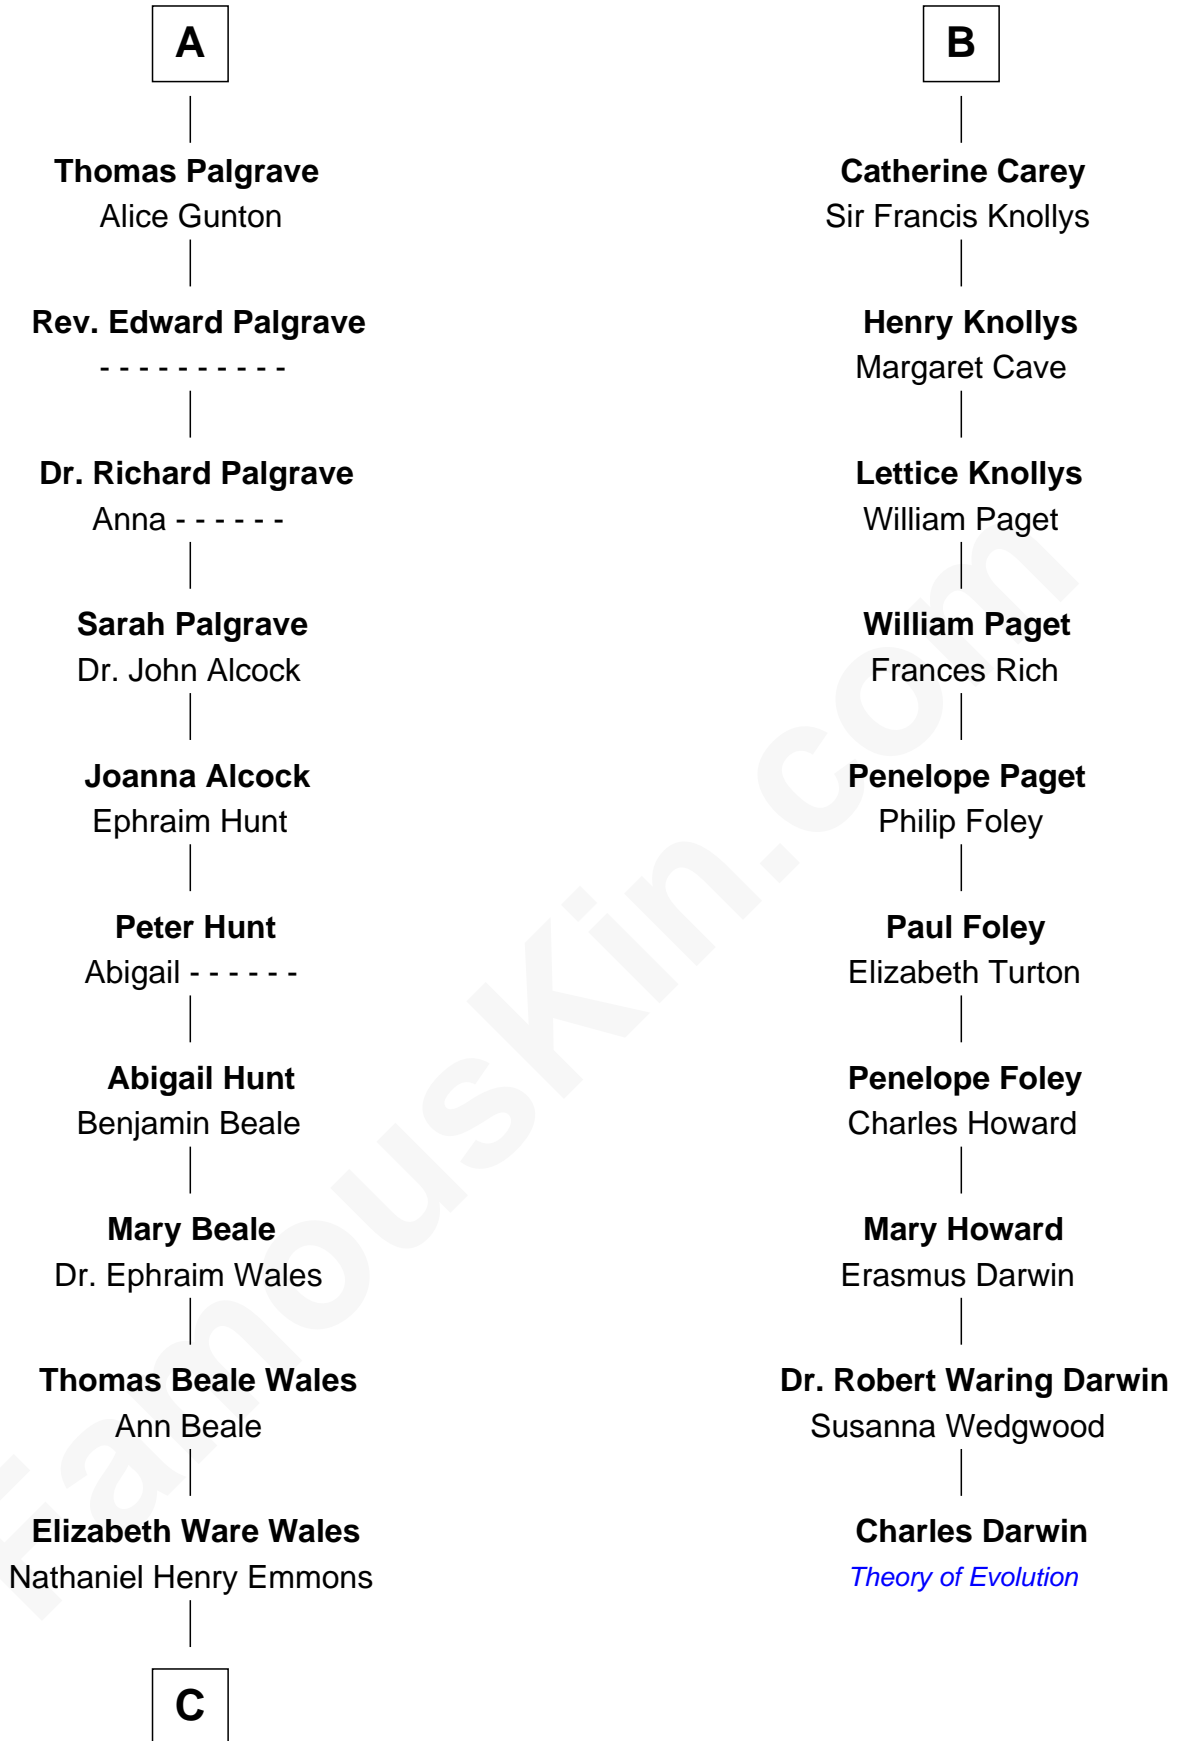 A
Thomas Palgrave
Alice Gunton
Rev. Edward Palgrave
- - - - - - - - - -
Dr. Richard Palgrave
Anna - - - - - -
Sarah Palgrave
Dr. John Alcock
Joanna Alcock
Ephraim Hunt
Peter Hunt
Abigail - - - - - -
Abigail Hunt
Benjamin Beale
Mary Beale
Dr. Ephraim Wales
Thomas Beale Wales
Ann Beale
Elizabeth Ware Wales
Nathaniel Henry Emmons
C
B
Catherine Carey
Sir Francis Knollys
Henry Knollys
Margaret Cave
Lettice Knollys
William Paget
William Paget
Frances Rich
Penelope Paget
Philip Foley
Paul Foley
Elizabeth Turton
Penelope Foley
Charles Howard
Mary Howard
Erasmus Darwin
Dr. Robert Waring Darwin
Susanna Wedgwood
Charles Darwin
Theory of Evolution
FamousKin.com